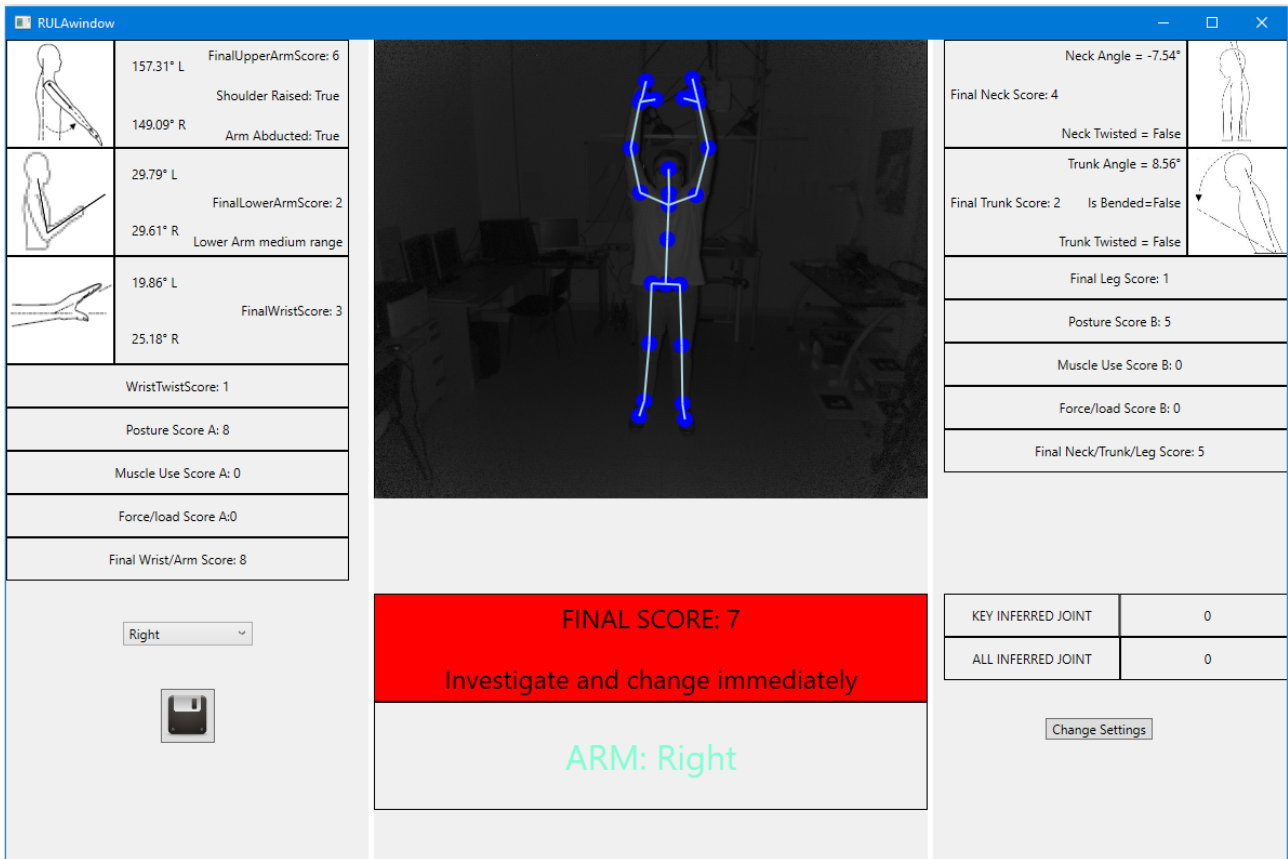 RULAwindow
157.31° L
FinalUpperArmScore: 6
Shoulder Raised: True
149.09° R
Arm Abducted: True
29.79° L
FinalLowerArmScore: 2
29.61° R
Lower Arm medium range
19.86° L
FinalWristScore: 3
25.18° R
WristTwistScore: 1
Posture Score A: 8
Muscle Use Score A: 0
Force/load Score A:0
Final Wrist/Arm Score: 8
Right
FINAL SCORE: 7
Investigate and change immediately
ARM: Right
Neck Angle = -7.54°
Final Neck Score: 4
Neck Twisted = False
Trunk Angle = 8.56°
Final Trunk Score: 2 Is Bended=False
Trunk Twisted = False
Final Leg Score: 1
Posture Score B: 5
Muscle Use Score B: 0
Force/load Score B: 0
Final Neck/Trunk/Leg Score: 5
KEY INFERRED JOINT 0
ALL INFERRED JOINT 0
Change Settings